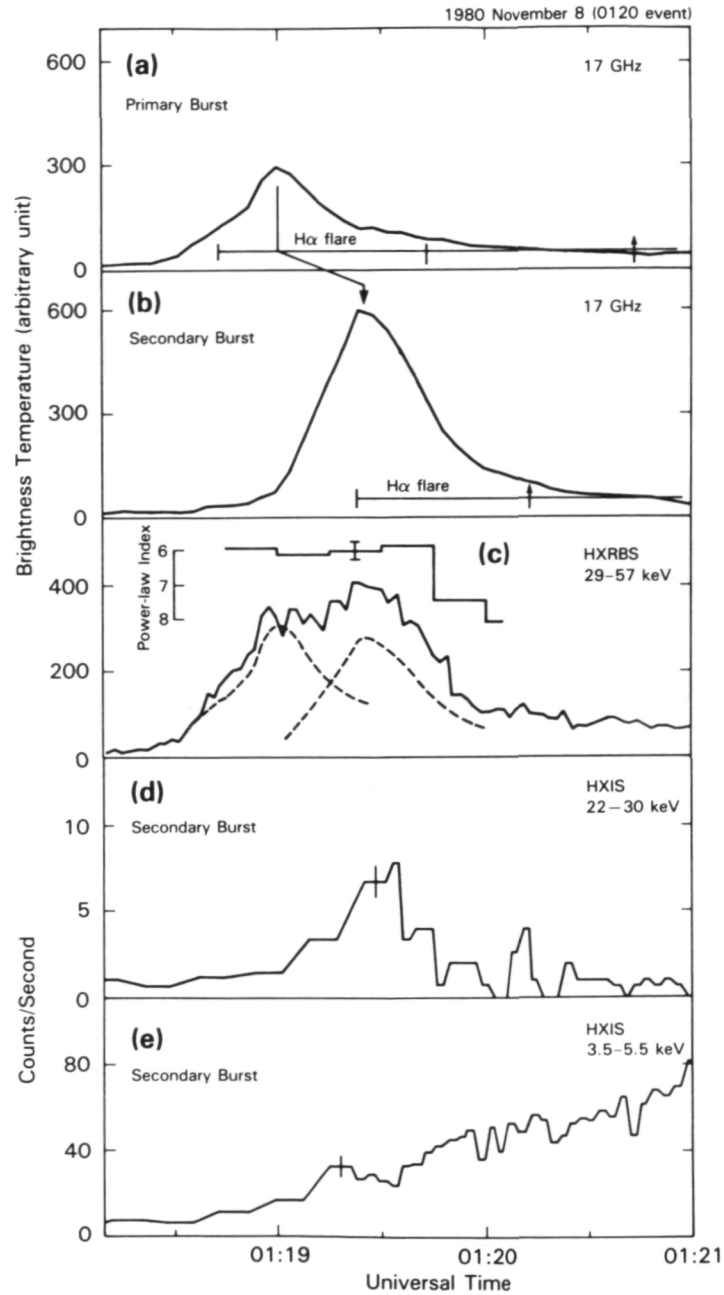 1980 November 8 (0120 event)
600
(a)
17 GHz
Primary Burst
300
Hα flare
0
(b)
600
17 GHz
Secondary Burst
300
Hα flare
0
Brightness Temperature (arbitrary unit)
Power-law Index
6
7
8
(c)
HXRBS
29–57 keV
400
200
0
(d)
HXIS
22–30 keV
Secondary Burst
10
5
0
Counts/Second
(e)
HXIS
3.5–5.5 keV
Secondary Burst
80
40
0
01:19
01:20
01:21
Universal Time